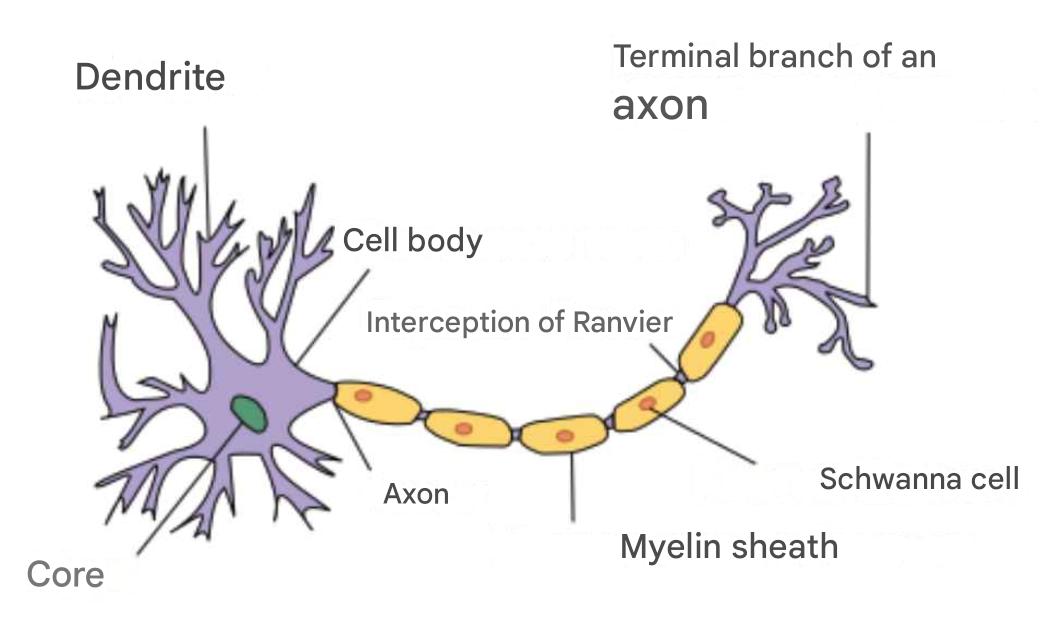 Dendrite
Terminal branch of an
axon
Cell body
Interception of Ranvier
Schwanna cell
Axon
Myelin sheath
Core